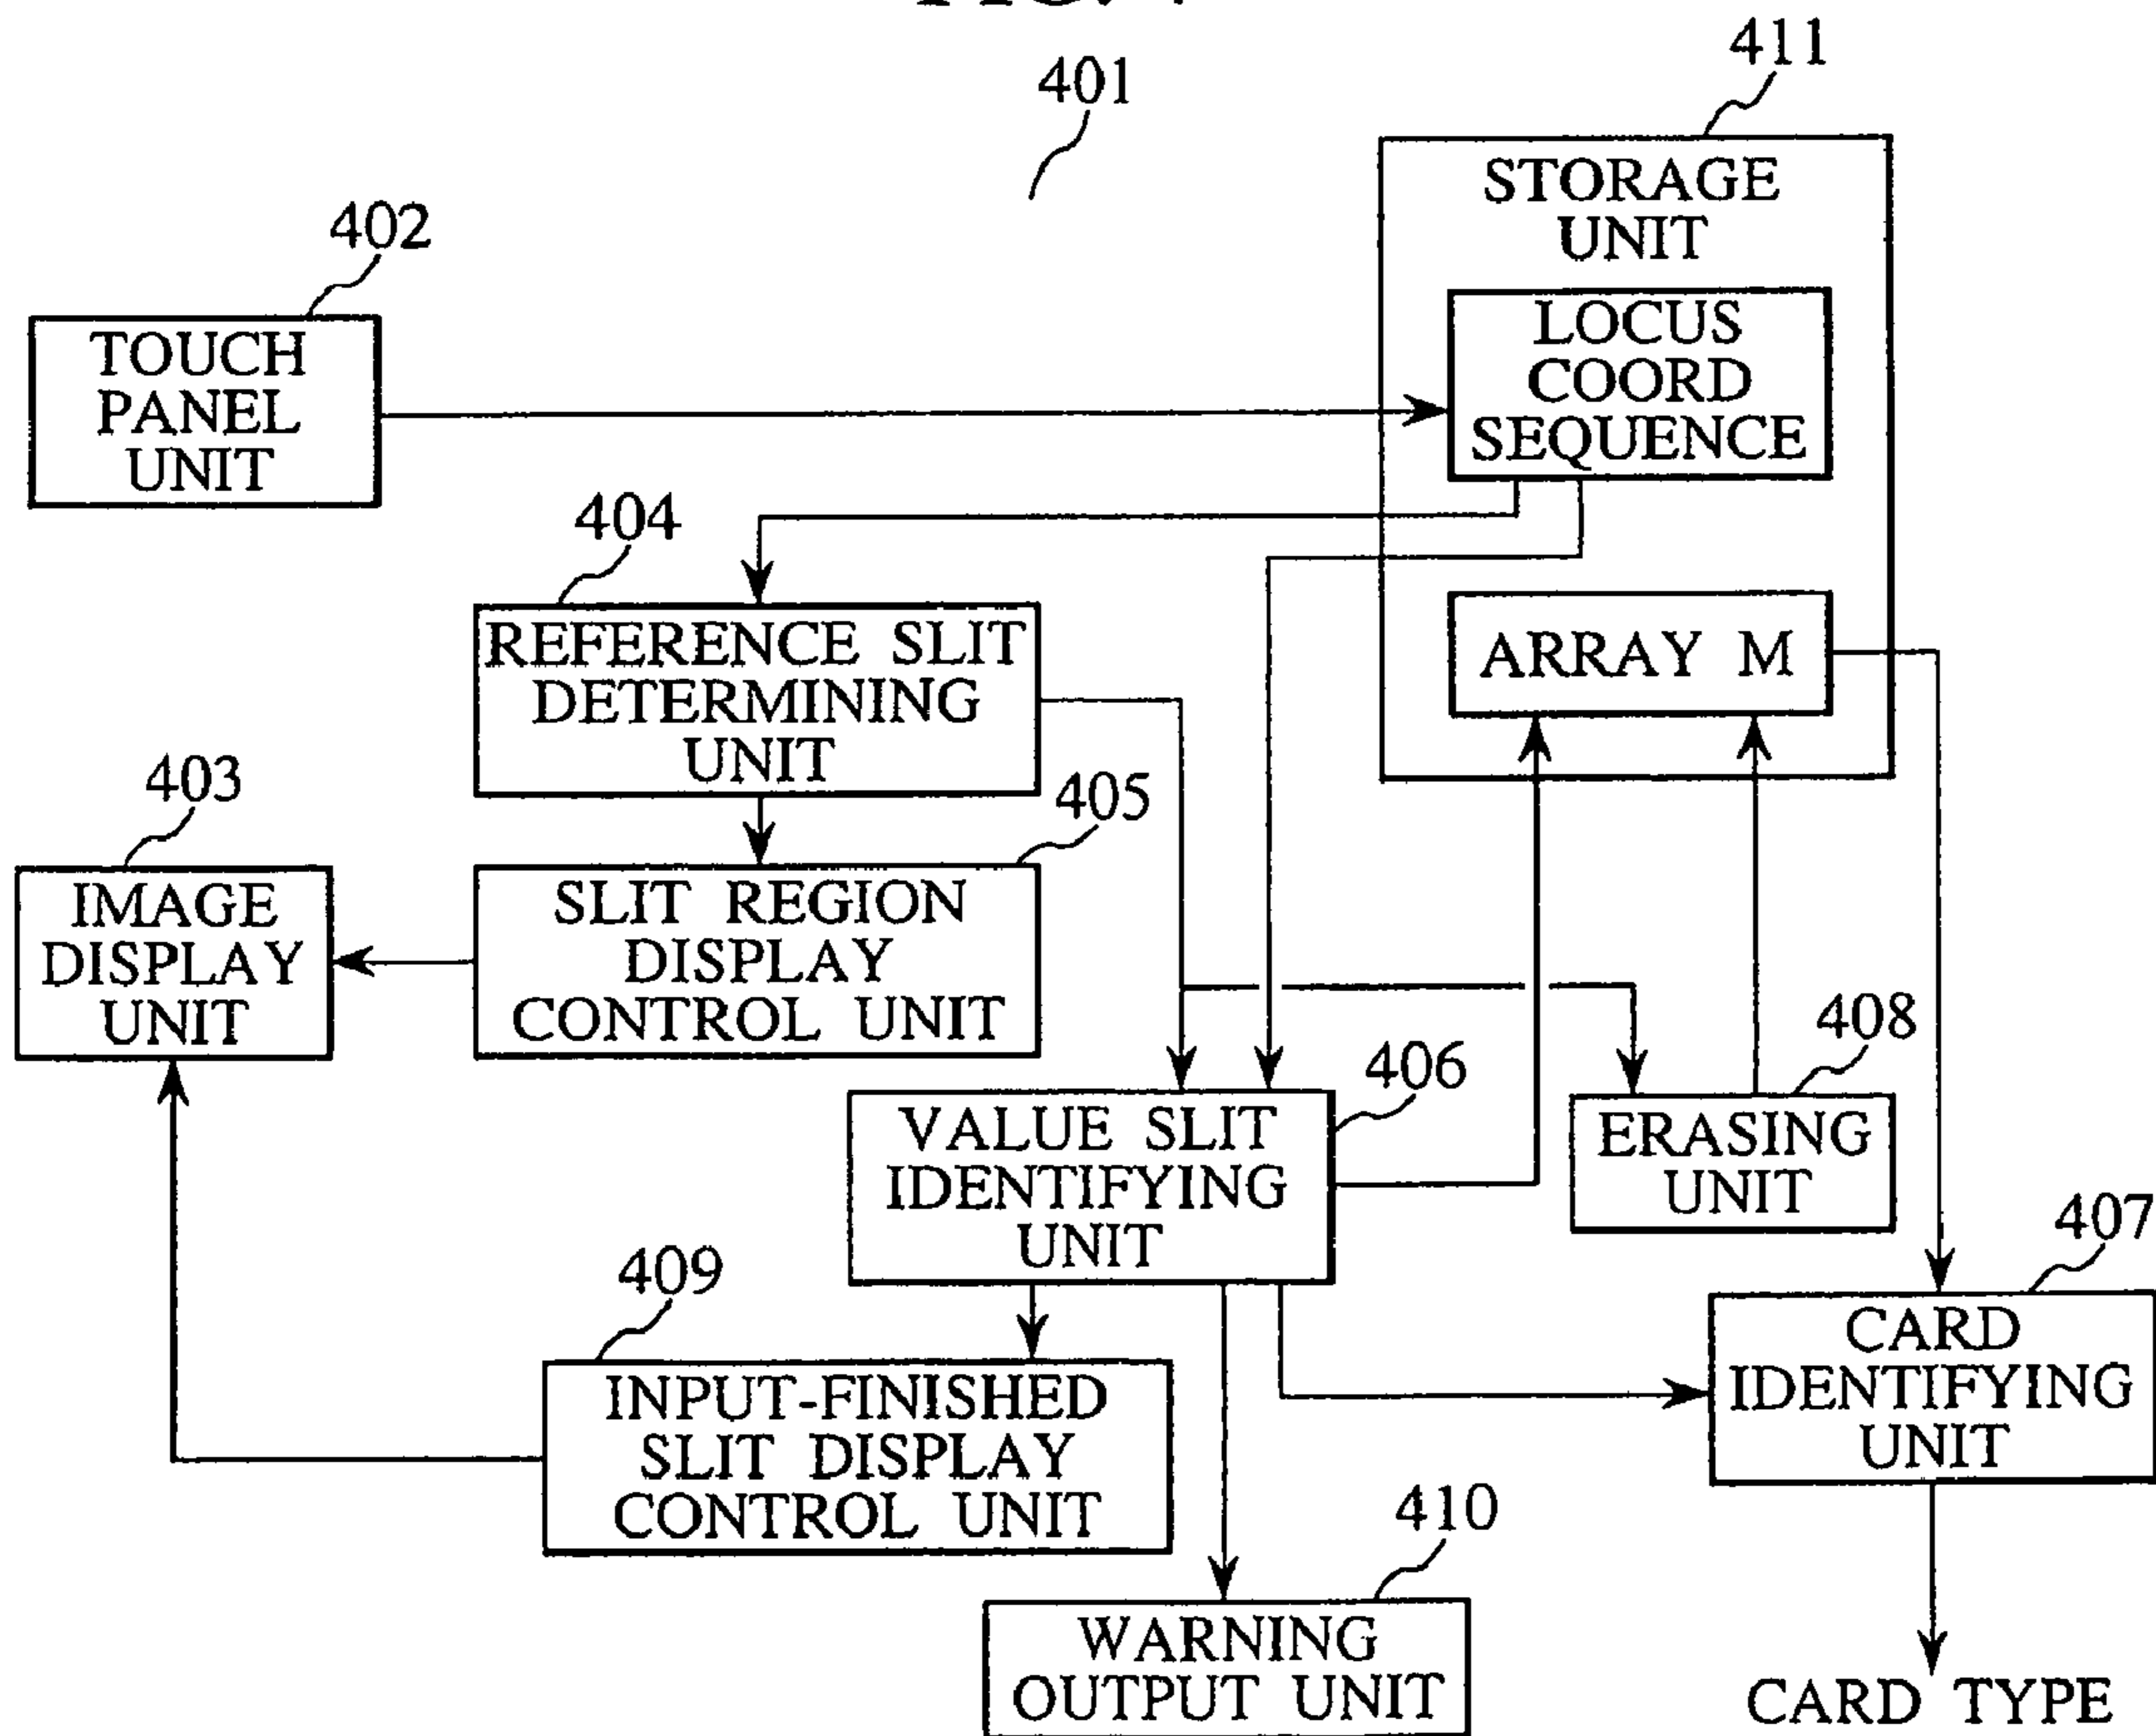 401
411
STORAGE
UNIT
402
TOUCH
PANEL
UNIT
LOCUS
COORD
SEQUENCE
404
REFERENCE SLIT
DETERMINING
UNIT
ARRAY M
403
IMAGE
DISPLAY
UNIT
405
SLIT REGION
DISPLAY
CONTROL UNIT
406
VALUE SLIT
IDENTIFYING
UNIT
408
ERASING
UNIT
407
CARD
IDENTIFYING
UNIT
409
INPUT-FINISHED
SLIT DISPLAY
CONTROL UNIT
410
WARNING
OUTPUT UNIT
CARD TYPE